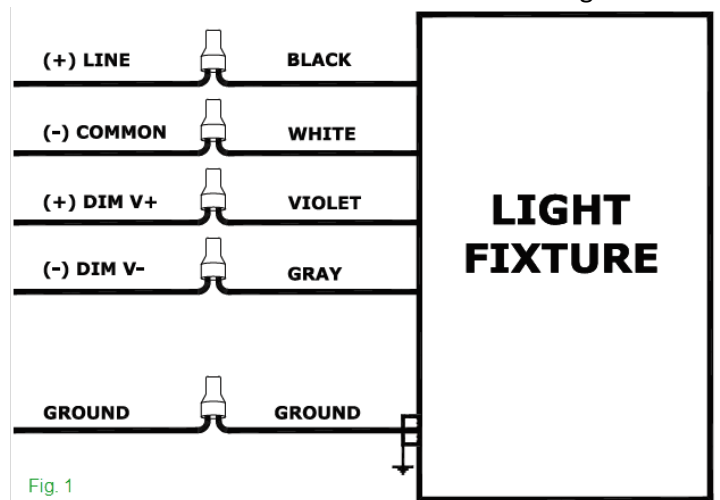 (+) LINE BLACK
(-) COMMON WHITE
(+) DIM V+ VIOLET
LIGHT
FIXTURE
(-) DIM V- GRAY
GROUND GROUND
Fig. 1